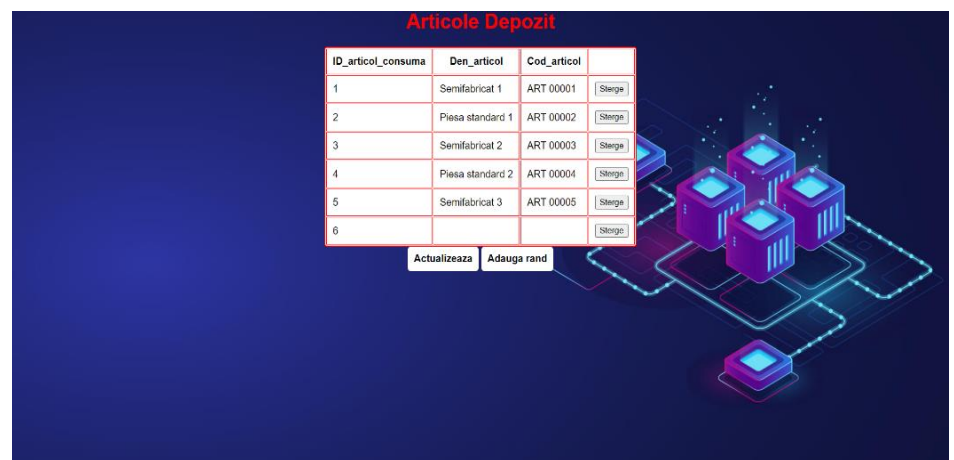 Articole Depozit
ID_articol_consuma Den_articol Cod_articol
1 Semifabricat 1 ART 00001 Sterge
2 Piesa standard 1 ART 00002 Sterge
3 Semifabricat 2 ART 00003 Sterge
4 Piesa standard 2 ART 00004 Sterge
5 Semifabricat 3 ART 00005 Sterge
6 Sterge
Actualizeaza Adauga rand